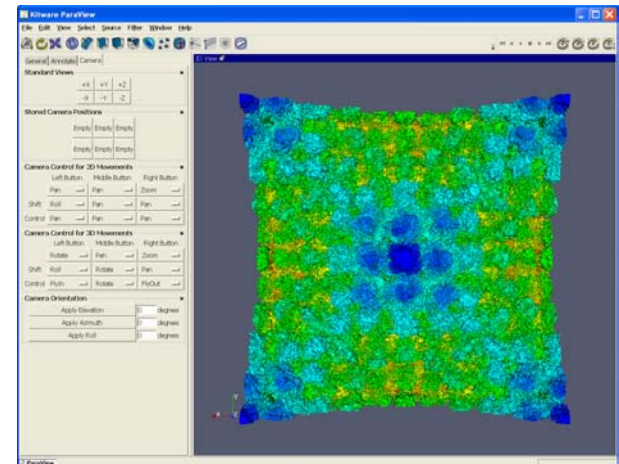 Kitware ParaView
File Edit View Select Source Filter Window Help
General Annotate Camera
3D View
Standard Views
+X +Y +Z
-X -Y -Z
Stored Camera Positions
Empty Empty Empty
Empty Empty Empty
Camera Control for 2D Movements
Left Button Middle Button Right Button
Pan Pan Zoom
Shift Roll Pan Pan
Control Pan Pan Pan
Camera Control for 3D Movements
Left Button Middle Button Right Button
Rotate Pan Zoom
Shift Roll Rotate Pan
Control FlyIn Rotate FlyOut
Camera Orientation
Apply Elevation 0 degrees
Apply Azimuth 0 degrees
Apply Roll 0 degrees
Y
X
ParaView